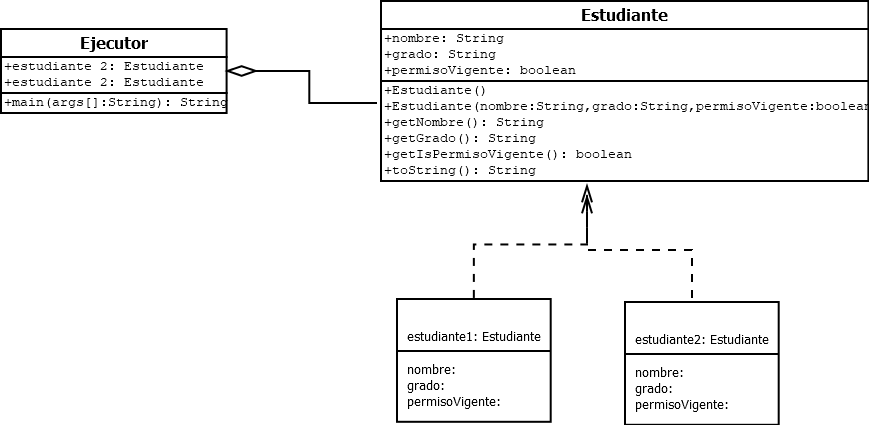 Ejecutor
+estudiante 2: Estudiante
+estudiante 2: Estudiante
+main(args[]:String): String
Estudiante
+nombre: String
+grado: String
+permisoVigente: boolean
+Estudiante()
+Estudiante(nombre:String,grado:String,permisoVigente:boolean
+getNombre(): String
+getGrado(): String
+getIsPermisoVigente(): boolean
+toString(): String
estudiante1: Estudiante
nombre:
grado:
permisoVigente:
estudiante2: Estudiante
nombre:
grado:
permisoVigente: